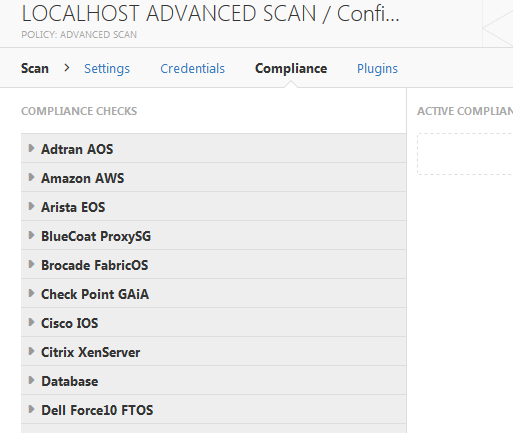 LOCALHOST ADVANCED SCAN / Confi...
POLICY: ADVANCED SCAN
Scan > Settings Credentials Compliance Plugins
COMPLIANCE CHECKS
ACTIVE COMPLIAN
Adtran AOS
Amazon AWS
Arista EOS
BlueCoat ProxySG
Brocade FabricOS
Check Point GAiA
Cisco IOS
Citrix XenServer
Database
Dell Force10 FTOS